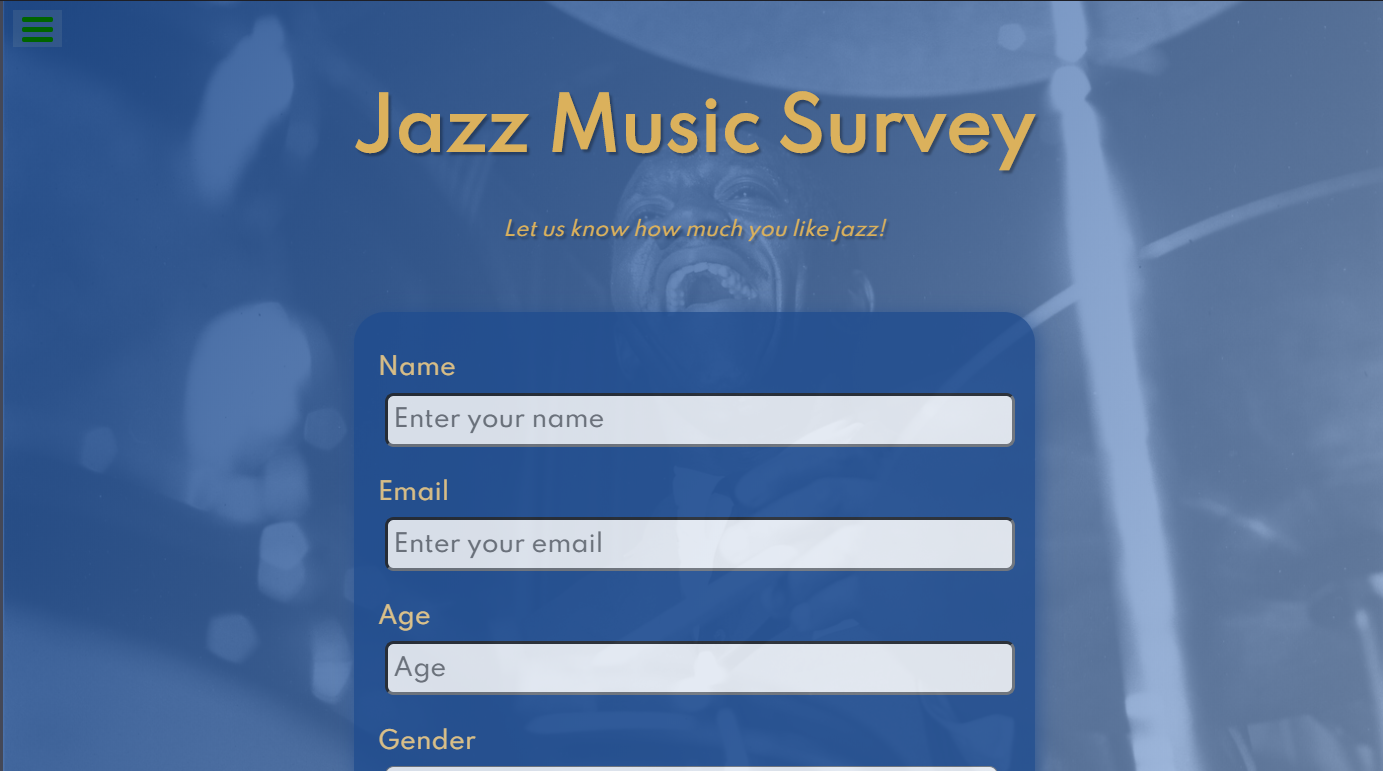 Jazz Music Survey
Let us know how much you like jazz!
Name
Enter your name
Email
Enter your email
Age
Age
Gender